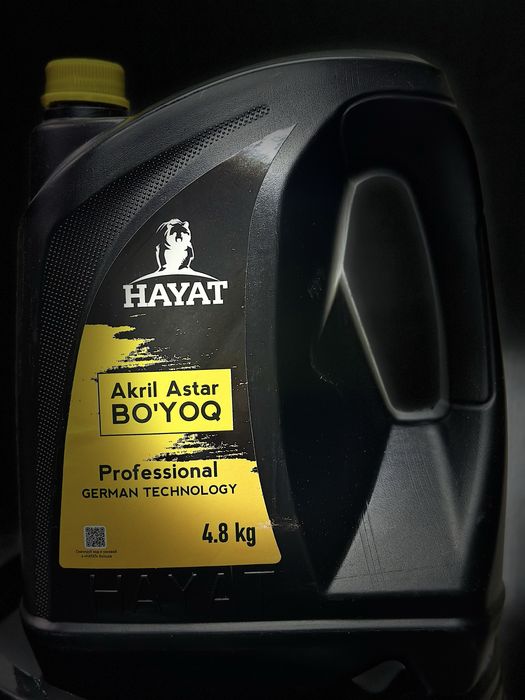 HAYAT
Akril Astar
BO'YOQ
Professional
GERMAN TECHNOLOGY
4.8 kg
HAYAT